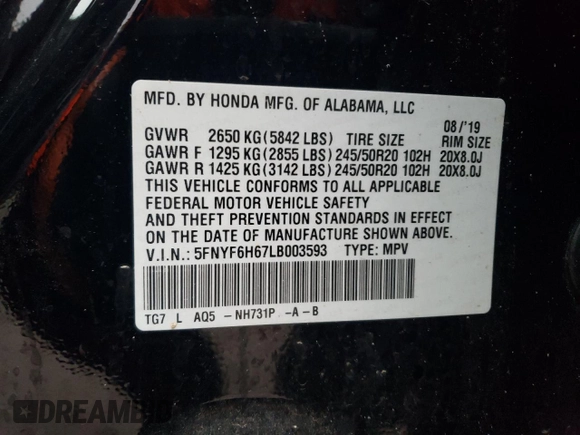 MFD. BY HONDA MFG. OF ALABAMA, LLC
08/'19
GVWR 2650 KG(5842 LBS) TIRE SIZE RIM SIZE
GAWR F 1295 KG(2855 LBS)245/50R20 102H 20X8.0J
GAWR R 1425 KG(3142 LBS)245/50R20 102H 20X8.0J
THIS VEHICLE CONFORMS TO ALL APPLICABLE
FEDERAL MOTOR VEHICLE SAFETY
AND THEFT PREVENTION STANDARDS IN EFFECT
ON THE DATE OF MANUFACTURE SHOWN ABOVE.
V.I.N.: 5FNYF6H67LB003593 TYPE: MPV
TG7 L AQ5 -NH731P -A-B
DREAMBID